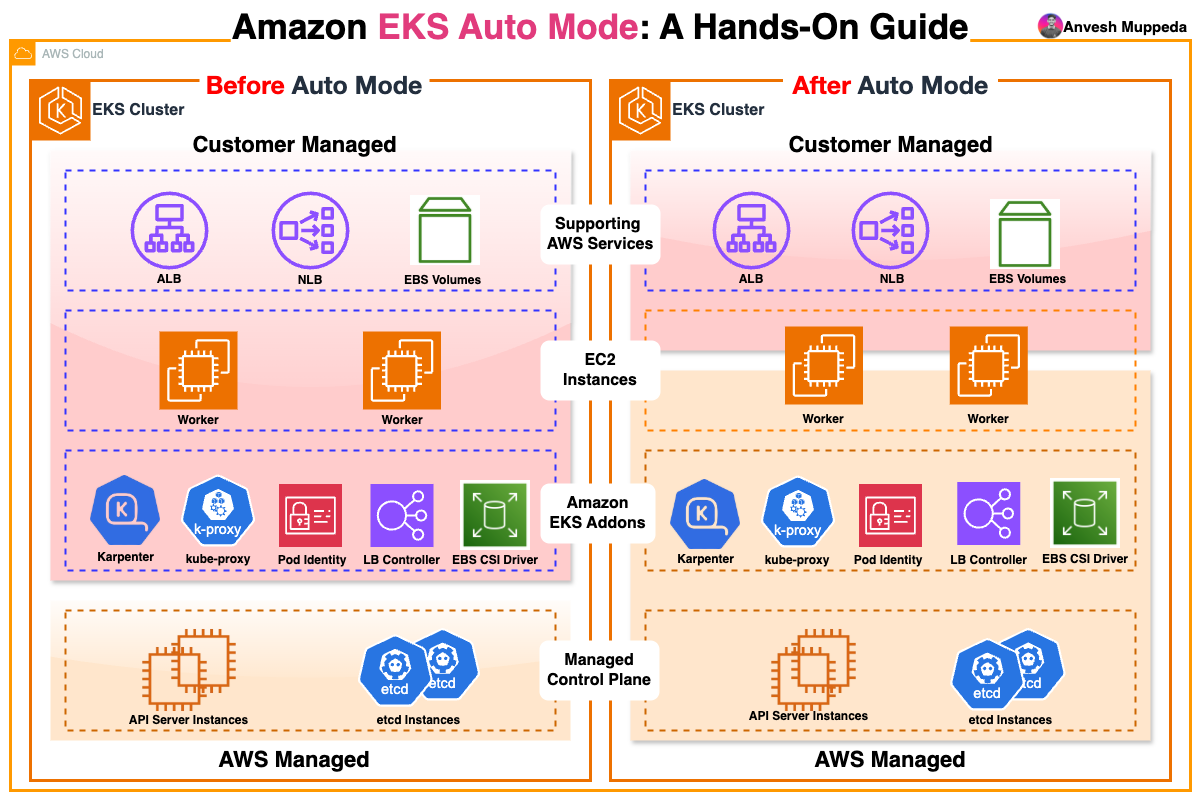 Amazon EKS Auto Mode: A Hands-On Guide
Anvesh Muppeda
AWS Cloud
Before Auto Mode
EKS Cluster
Customer Managed
ALB
NLB
EBS Volumes
Worker
Worker
Karpenter
k-proxy
kube-proxy
Pod Identity
LB Controller
EBS CSI Driver
API Server Instances
etcd
etcd
etcd Instances
AWS Managed
Supporting
AWS Services
EC2
Instances
Amazon
EKS Addons
Managed
Control Plane
After Auto Mode
EKS Cluster
Customer Managed
ALB
NLB
EBS Volumes
Worker
Worker
Karpenter
k-proxy
kube-proxy
Pod Identity
LB Controller
EBS CSI Driver
API Server Instances
etcd
tcd
etcd Instances
AWS Managed